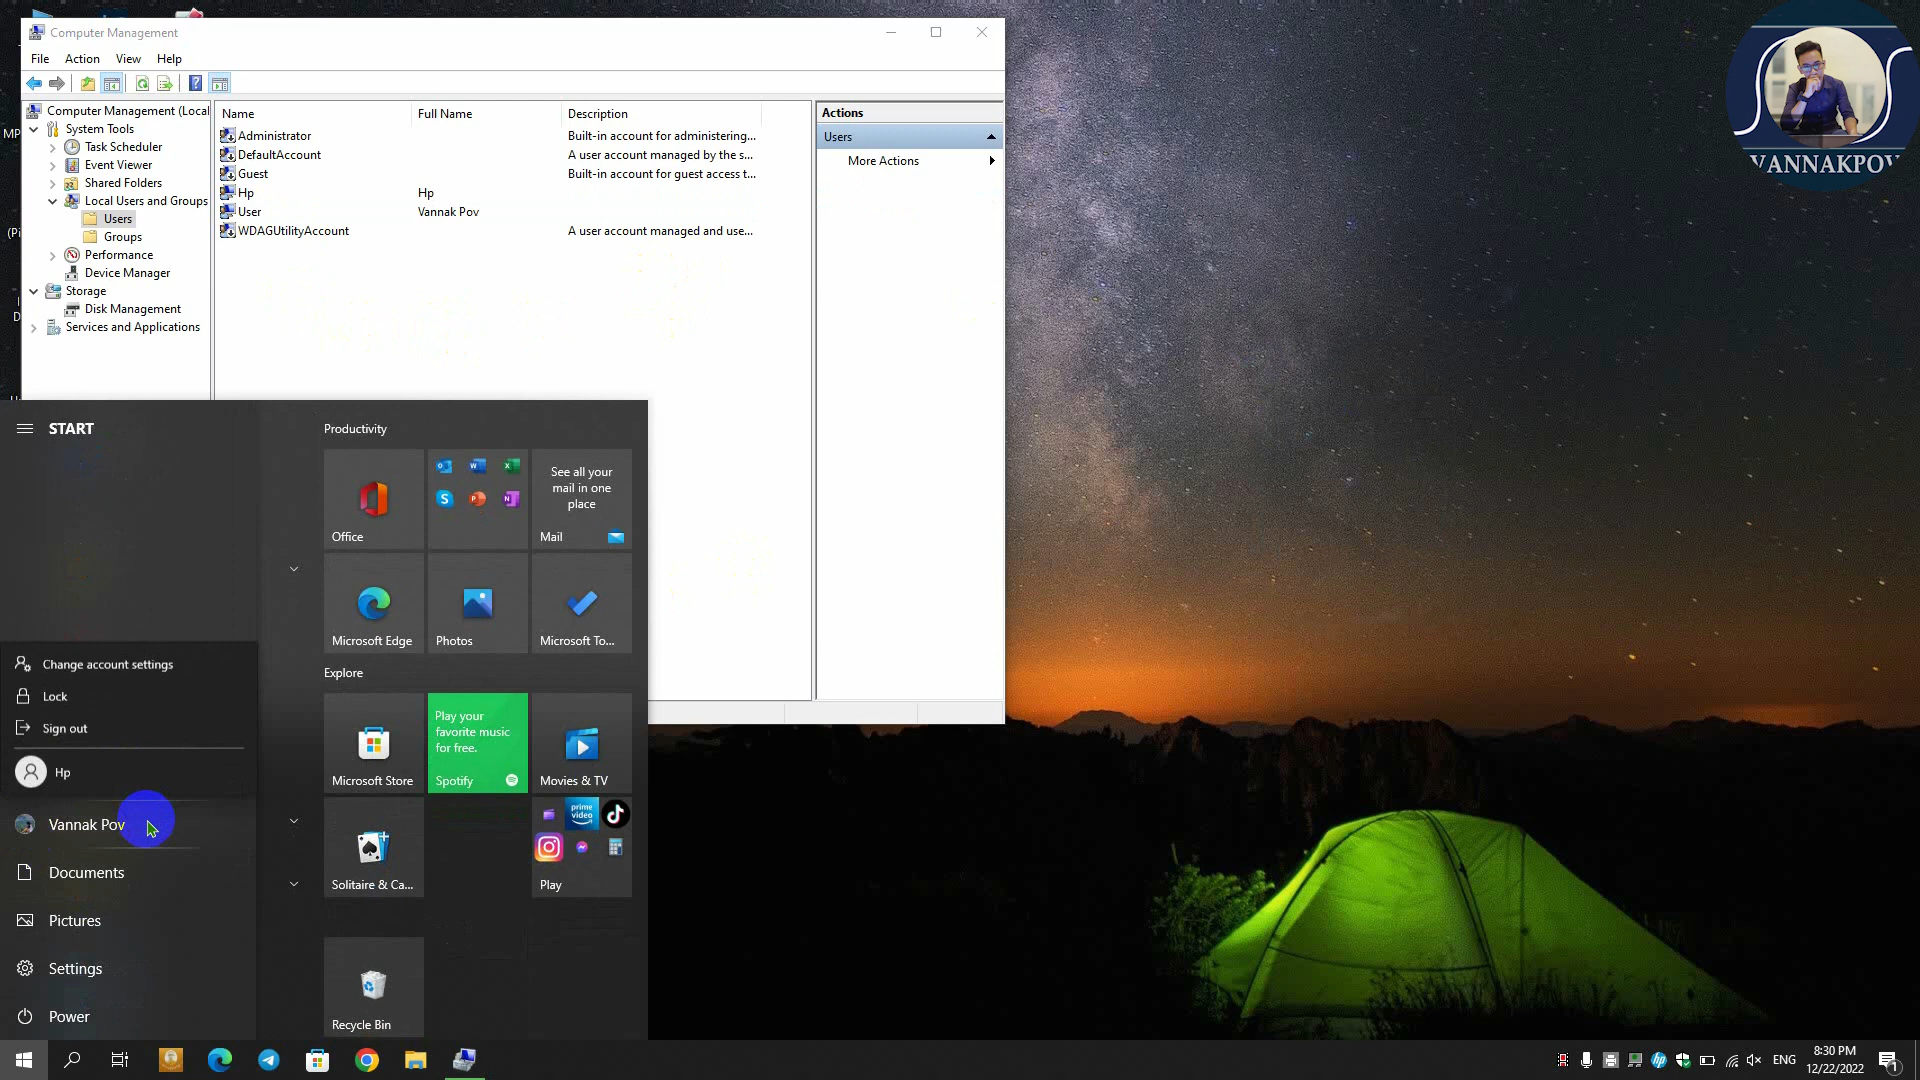 Computer Management
File Action View Help
Computer Management (Local
System Tools
Task Scheduler
Event Viewer
Shared Folders
Local Users and Groups
Users
Groups
Performance
Device Manager
Storage
Disk Management
Services and Applications
Name Full Name Description
Administrator Built-in account for administering...
DefaultAccount A user account managed by the s...
Guest Built-in account for guest access t...
Hp Hp
User Vannak Pov
WDAGUtilityAccount A user account managed and use...
Actions
Users
More Actions
VANNAKPOV
MP
(Pi
D
START
Change account settings
Lock
Sign out
Hp
Vannak Pov
Documents
Pictures
Settings
Power
Productivity
Office
See all your
mail in one
place
Mail
Microsoft Edge
Photos
Microsoft To...
Explore
Microsoft Store
Play your
favorite music
for free.
Spotify
Movies & TV
Solitaire & Ca...
prime
video
Play
Recycle Bin
ENG
8:30 PM
12/22/2022
1